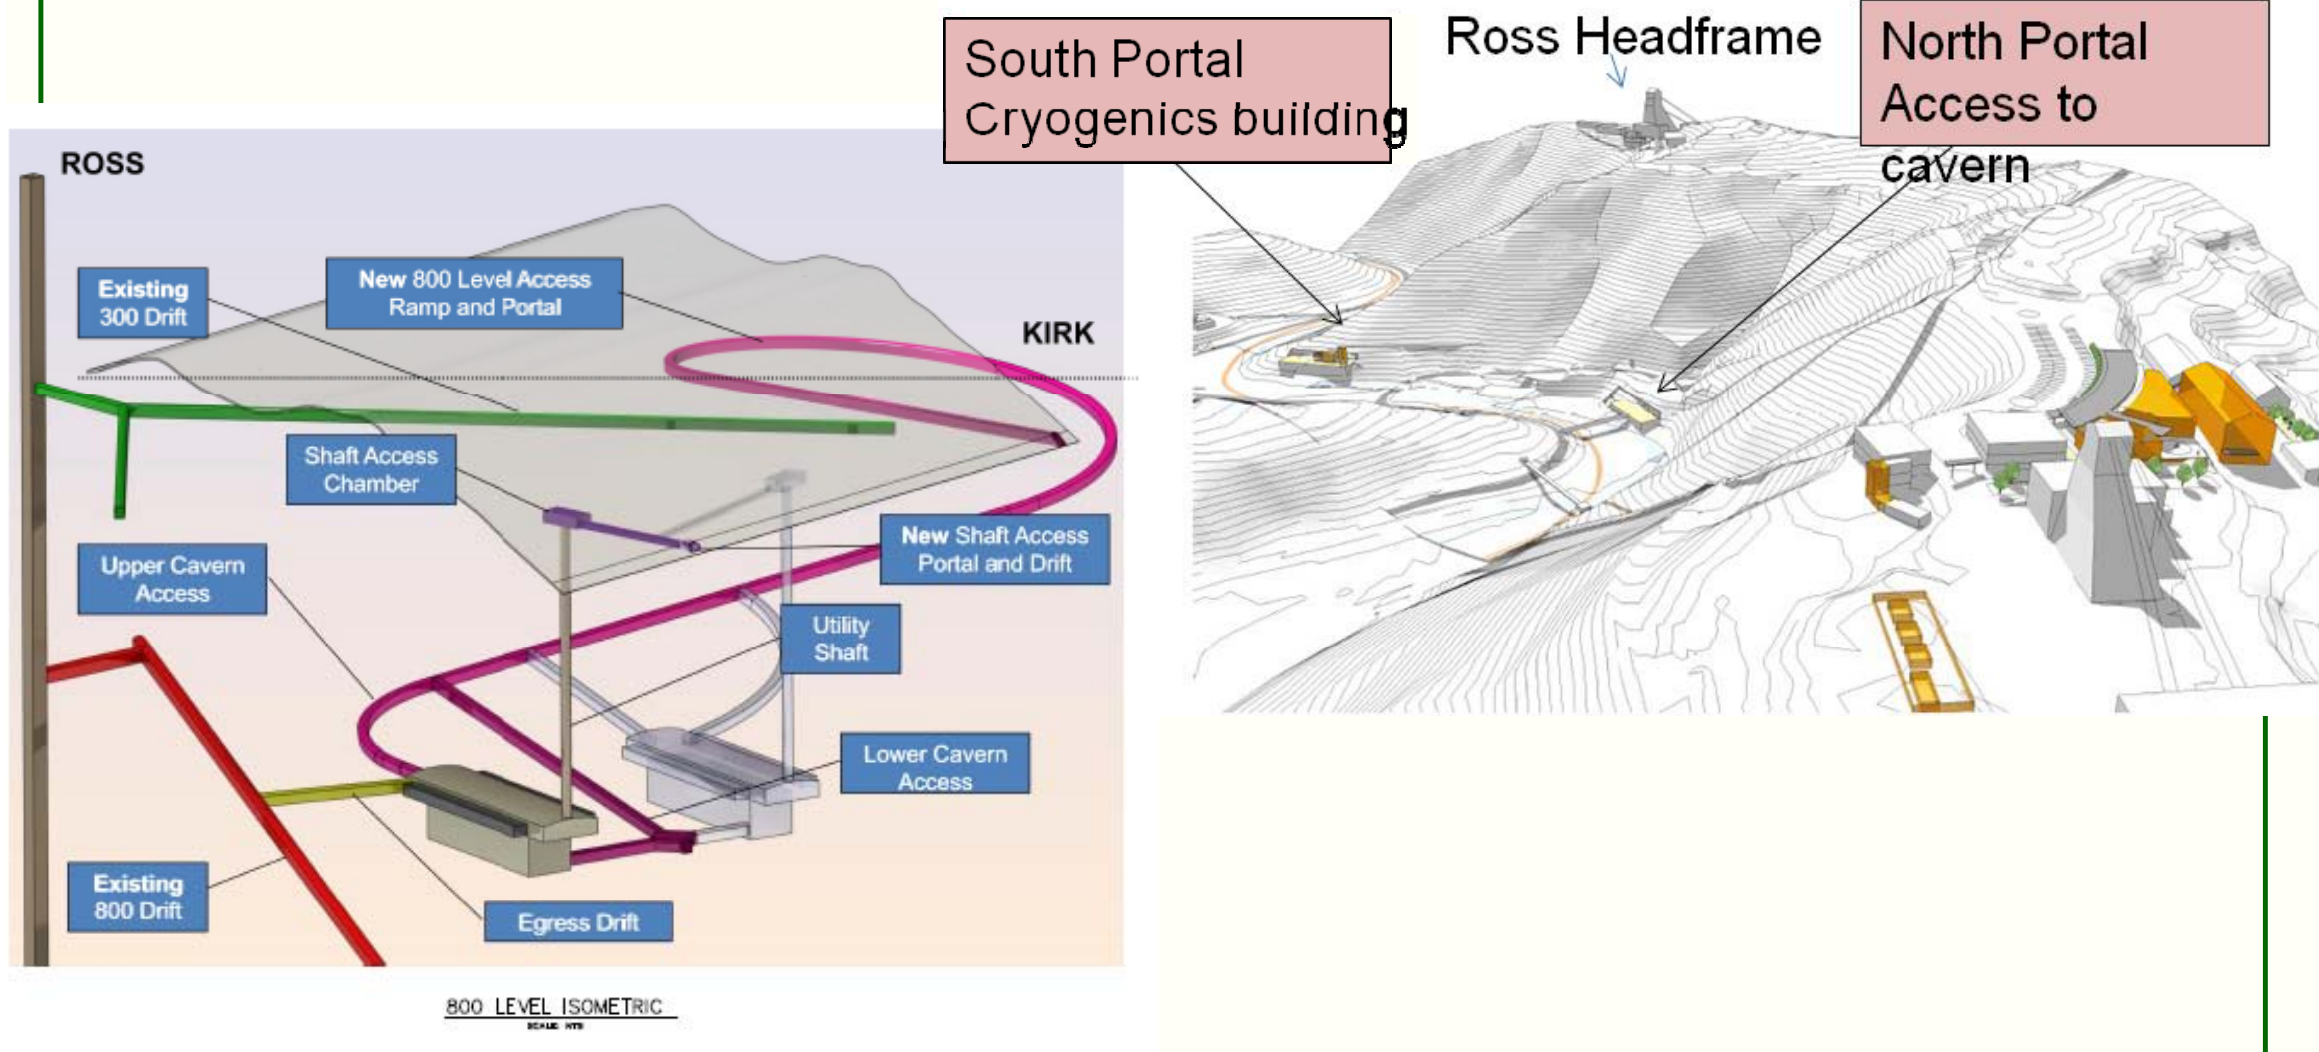 South Portal
Cryogenics building
Ross Headframe
North Portal
Access to
cavern
ROSS
Existing
300 Drift
New 800 Level Access
Ramp and Portal
KIRK
Shaft Access
Chamber
New Shaft Access
Portal and Drift
Upper Cavern
Access
Utility
Shaft
Lower Cavern
Access
Existing
800 Drift
Egress Drift
800 LEVEL ISOMETRIC
SCALE: NTS